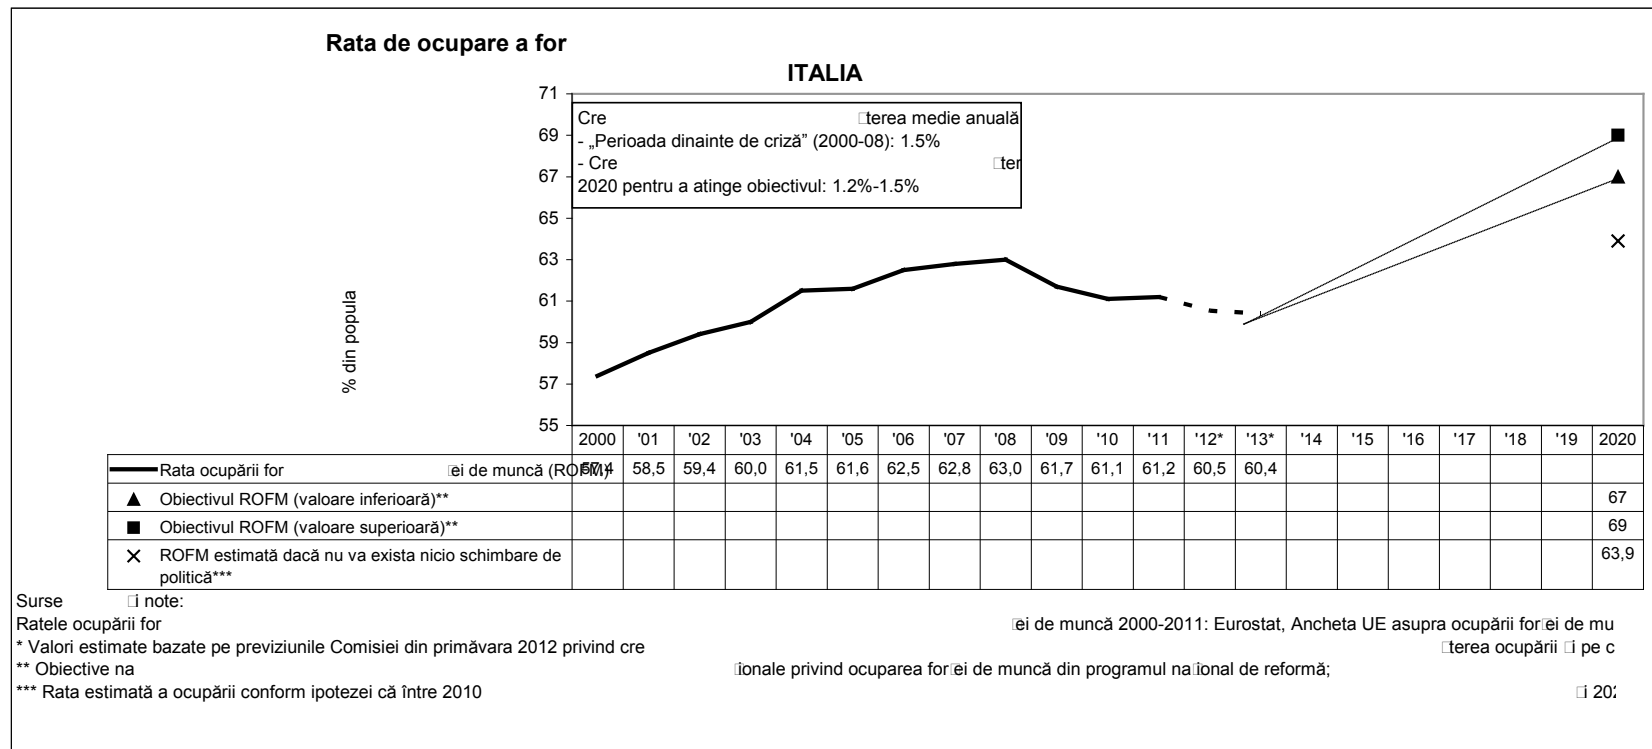 Rata de ocupare a for
ITALIA
Cre terea medie anuală
- „Perioada dinainte de criză” (2000-08): 1.5%
- Cre ter
2020 pentru a atinge obiectivul: 1.2%-1.5%
71
69
67
65
63
61
59
57
55
% din popula
2000 '01 '02 '03 '04 '05 '06 '07 '08 '09 '10 '11 '12* '13* '14 '15 '16 '17 '18 '19 2020
Rata ocupării for ei de muncă (ROFM) 57,4 58,5 59,4 60,0 61,5 61,6 62,5 62,8 63,0 61,7 61,1 61,2 60,5 60,4
Obiectivul ROFM (valoare inferioară)** 67
Obiectivul ROFM (valoare superioară)** 69
ROFM estimată dacă nu va exista nicio schimbare de 63,9
politică***
Surse i note:
Ratele ocupării for ei de muncă 2000-2011: Eurostat, Ancheta UE asupra ocupării for ei de mu
* Valori estimate bazate pe previziunile Comisiei din primăvara 2012 privind cre terea ocupării i pe c
** Obiective na ionale privind ocuparea for ei de muncă din programul na ional de reformă;
*** Rata estimată a ocupării conform ipotezei că între 2010 i 202